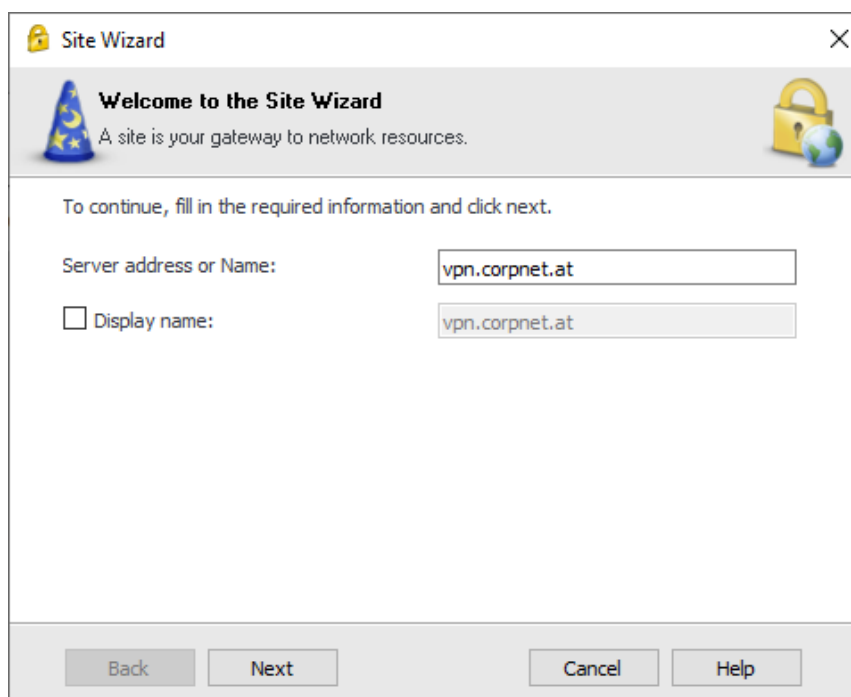 Site Wizard
Welcome to the Site Wizard
A site is your gateway to network resources.
To continue, fill in the required information and click next.
Server address or Name: vpn.corpnet.at
Display name: vpn.corpnet.at
Back Next Cancel Help